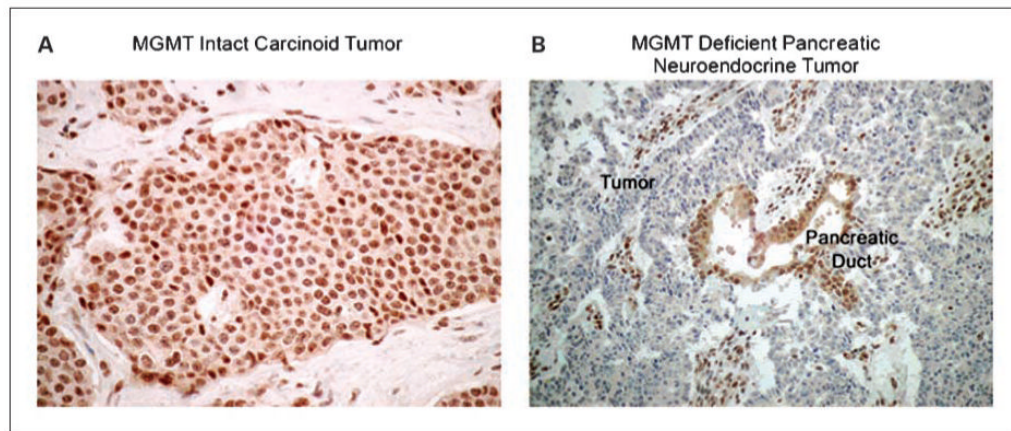 A
MGMT Intact Carcinoid Tumor
B
MGMT Deficient Pancreatic
Neuroendocrine Tumor
Tumor
Pancreatic
Duct